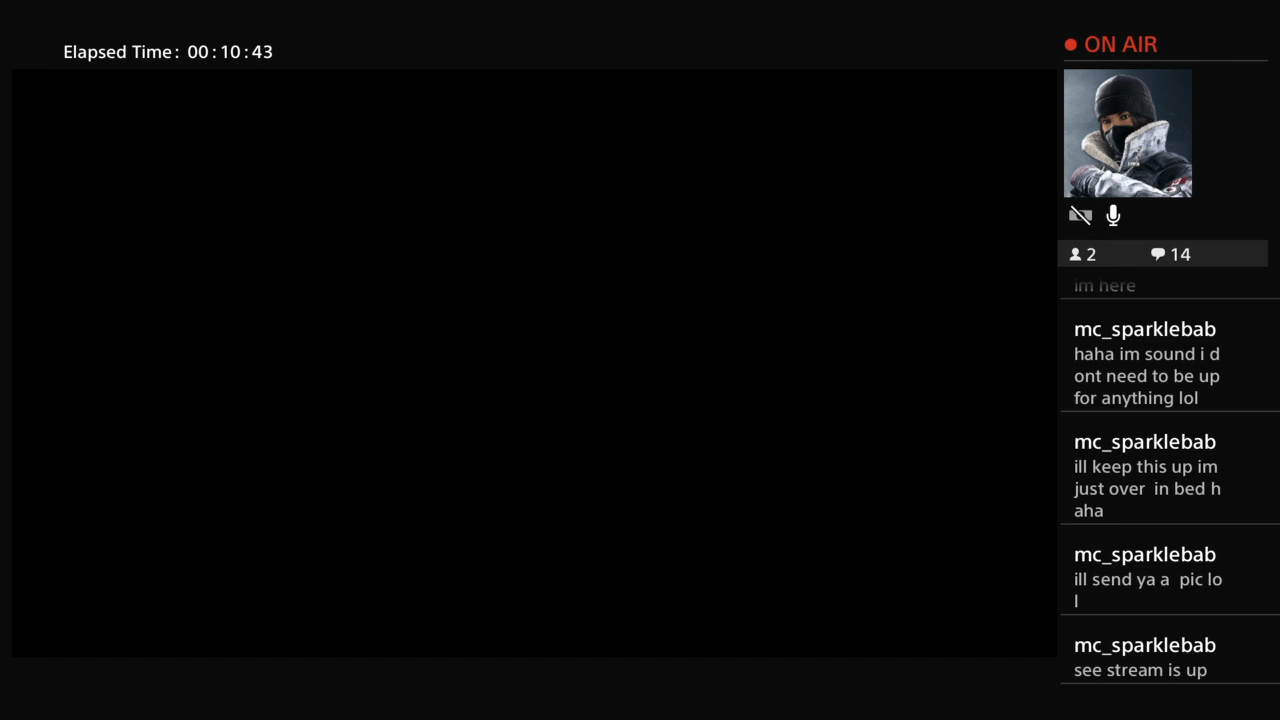 Elapsed Time: 00:10:43
ON AIR
2
14
im here
mc_sparklebab
haha im sound i d
ont need to be up
for anything lol
mc_sparklebab
ill keep this up im
just over  in bed h
aha
mc_sparklebab
ill send ya a  pic lo
l
mc_sparklebab
see stream is up